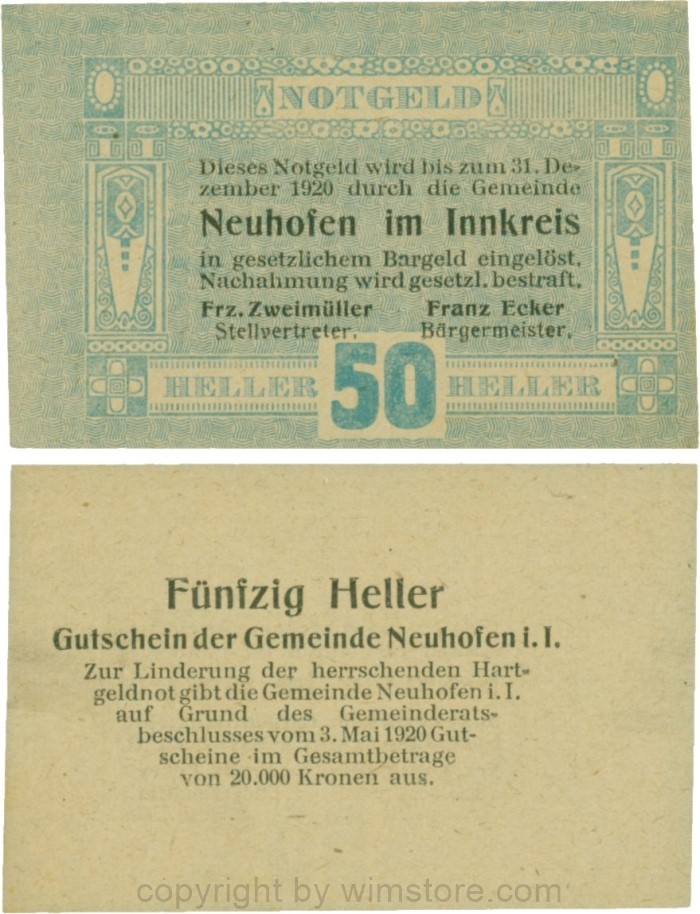 NOTGELD
Dieses Notgeld wird bis zum 31. De-
zember 1920 durch die Gemeinde
Neuhofen im Innkreis
in gesetzlichem Bargeld eingelöst.
Nachahmung wird gesetzl. bestraft.
Frz. Zweimüller Franz Ecker
Stellvertreter. Bürgermeister.
HELLER 50 HELLER
Fünfzig Heller
Gutschein der Gemeinde Neuhofen i. I.
Zur Linderung der herrschenden Hart-
geldnot gibt die Gemeinde Neuhofen i. I.
auf Grund des Gemeinderats-
beschlusses vom 3. Mai 1920 Gut-
scheine im Gesamtbetrage
von 20.000 Kronen aus.
copyright by wimstore.com